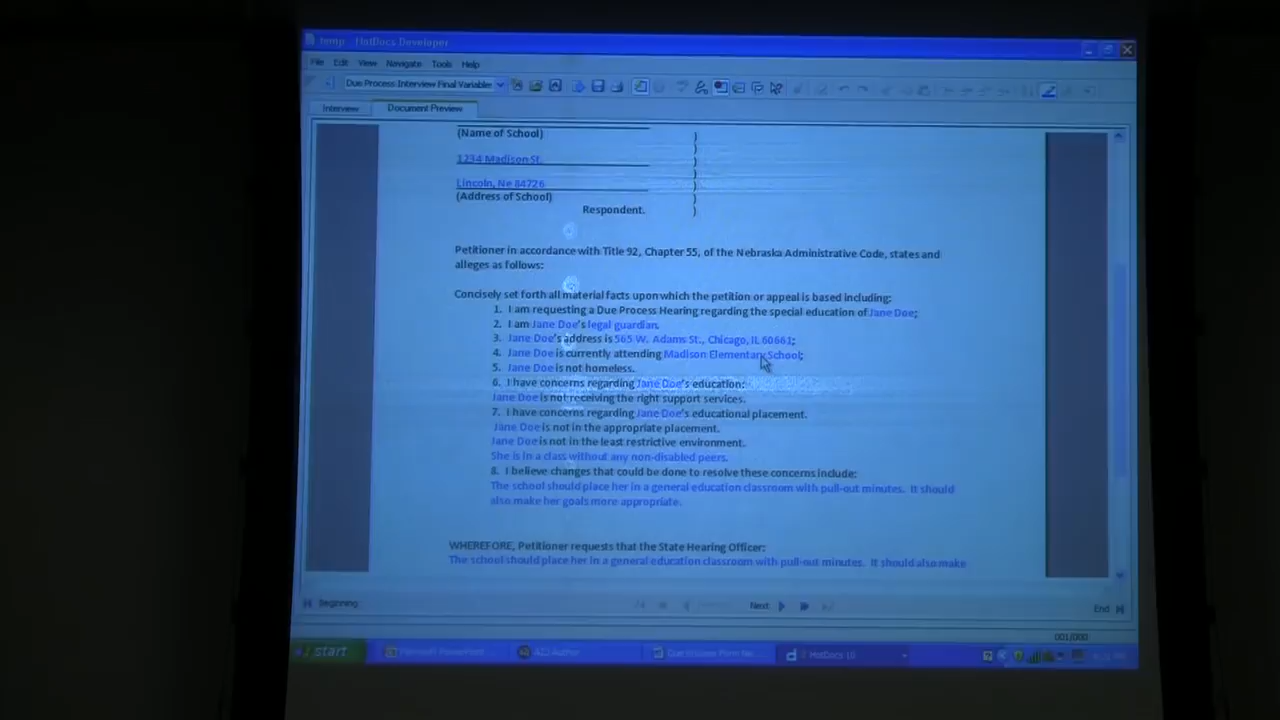 temp - HotDocs Developer
File Edit View Navigate Tools Help
Due Process Interview Final Variables
Interview Document Preview
(Name of School)
1234 Madison St.
Lincoln, Ne 84726
(Address of School)
Respondent.
Petitioner in accordance with Title 92, Chapter 55, of the Nebraska Administrative Code, states and
alleges as follows:
Concisely set forth all material facts upon which the petition or appeal is based including:
1. I am requesting a Due Process Hearing regarding the special education of Jane Doe;
2. I am Jane Doe's legal guardian.
3. Jane Doe's address is 565 W. Adams St., Chicago, IL 60661;
4. Jane Doe is currently attending Madison Elementary School;
5. Jane Doe is not homeless.
6. I have concerns regarding Jane Doe's education:
Jane Doe is not receiving the right support services.
7. I have concerns regarding Jane Doe's educational placement.
Jane Doe is not in the appropriate placement.
Jane Doe is not in the least restrictive environment.
She is in a class without any non-disabled peers.
8. I believe changes that could be done to resolve these concerns include:
The school should place her in a general education classroom with pull-out minutes. It should
also make her goals more appropriate.
WHEREFORE, Petitioner requests that the State Hearing Officer:
The school should place her in a general education classroom with pull-out minutes. It should also make
Beginning Next End
001/000
start Microsoft PowerPoint ... A2J Author HotDocs